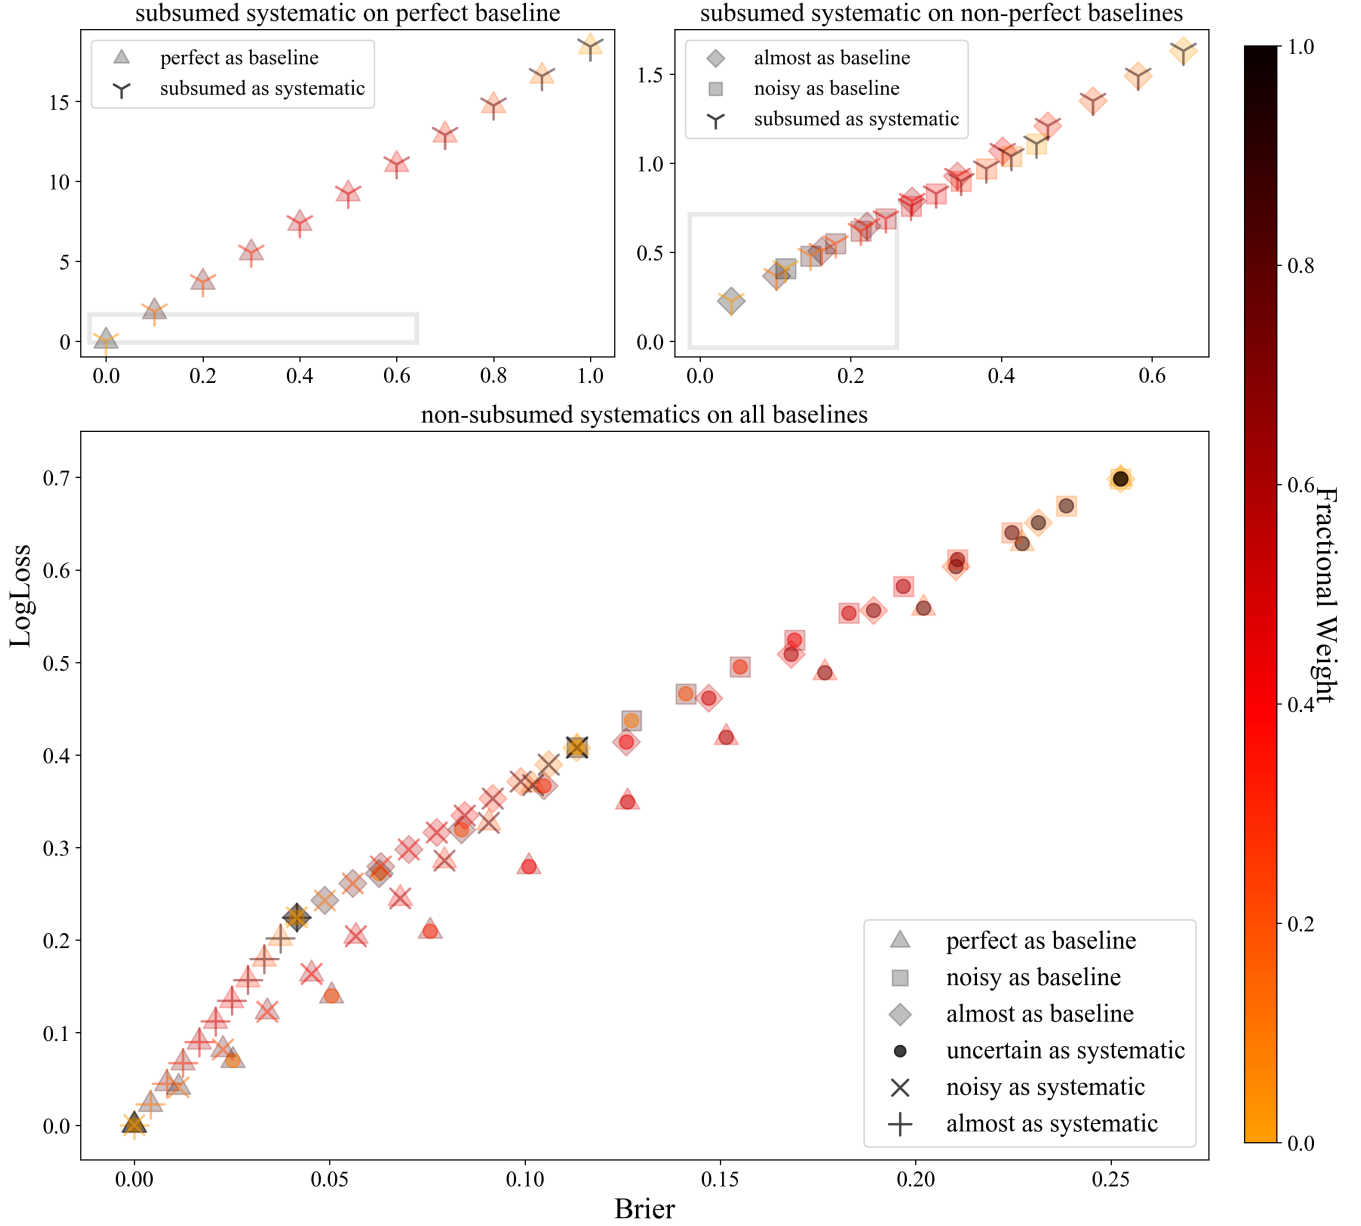 subsumed systematic on perfect baseline
perfect as baseline
subsumed as systematic
15
10
5
0
0.0 0.2 0.4 0.6 0.8 1.0
subsumed systematic on non-perfect baselines
almost as baseline
noisy as baseline
subsumed as systematic
1.5
1.0
0.5
0.0
0.0 0.2 0.4 0.6
non-subsumed systematics on all baselines
LogLoss
0.7
0.6
0.5
0.4
0.3
0.2
0.1
0.0
perfect as baseline
noisy as baseline
almost as baseline
uncertain as systematic
noisy as systematic
almost as systematic
0.00 0.05 0.10 0.15 0.20 0.25
Brier
1.0
0.8
0.6
0.4
0.2
0.0
Fractional Weight